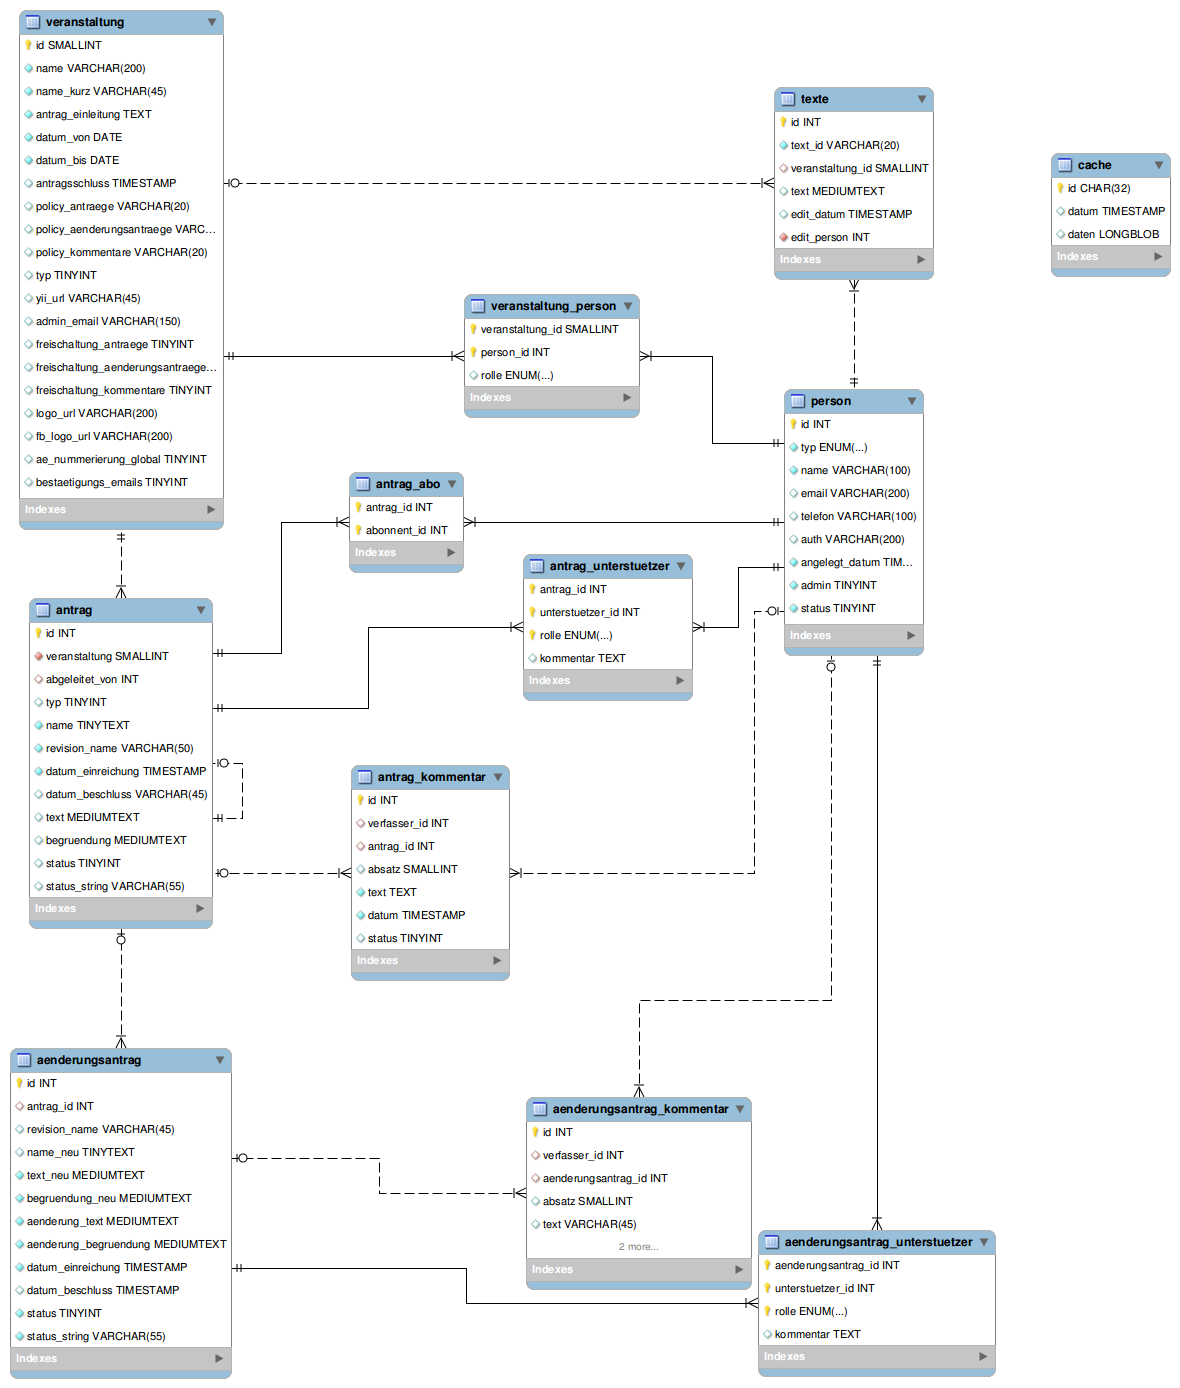 veranstaltung
id SMALLINT
name VARCHAR(200)
name_kurz VARCHAR(45)
antrag_einleitung TEXT
datum_von DATE
datum_bis DATE
antragsschluss TIMESTAMP
policy_antraege VARCHAR(20)
policy_aenderungsantraege VARC...
policy_kommentare VARCHAR(20)
typ TINYINT
yii_url VARCHAR(45)
admin_email VARCHAR(150)
freischaltung_antraege TINYINT
freischaltung_aenderungsantraege...
freischaltung_kommentare TINYINT
logo_url VARCHAR(200)
fb_logo_url VARCHAR(200)
ae_nummerierung_global TINYINT
bestaetigungs_emails TINYINT
Indexes
texte
id INT
text_id VARCHAR(20)
veranstaltung_id SMALLINT
text MEDIUMTEXT
edit_datum TIMESTAMP
edit_person INT
Indexes
cache
id CHAR(32)
datum TIMESTAMP
daten LONGBLOB
Indexes
veranstaltung_person
veranstaltung_id SMALLINT
person_id INT
rolle ENUM(...)
Indexes
person
id INT
typ ENUM(...)
name VARCHAR(100)
email VARCHAR(200)
telefon VARCHAR(100)
auth VARCHAR(200)
angelegt_datum TIM...
admin TINYINT
status TINYINT
Indexes
antrag_abo
antrag_id INT
abonnent_id INT
Indexes
antrag_unterstuetzer
antrag_id INT
unterstuetzer_id INT
rolle ENUM(...)
kommentar TEXT
Indexes
antrag
id INT
veranstaltung SMALLINT
abgeleitet_von INT
typ TINYINT
name TINYTEXT
revision_name VARCHAR(50)
datum_einreichung TIMESTAMP
datum_beschluss VARCHAR(45)
text MEDIUMTEXT
begruendung MEDIUMTEXT
status TINYINT
status_string VARCHAR(55)
Indexes
antrag_kommentar
id INT
verfasser_id INT
antrag_id INT
absatz SMALLINT
text TEXT
datum TIMESTAMP
status TINYINT
Indexes
aenderungsantrag
id INT
antrag_id INT
revision_name VARCHAR(45)
name_neu TINYTEXT
text_neu MEDIUMTEXT
begruendung_neu MEDIUMTEXT
aenderung_text MEDIUMTEXT
aenderung_begruendung MEDIUMTEXT
datum_einreichung TIMESTAMP
datum_beschluss TIMESTAMP
status TINYINT
status_string VARCHAR(55)
Indexes
aenderungsantrag_kommentar
id INT
verfasser_id INT
aenderungsantrag_id INT
absatz SMALLINT
text VARCHAR(45)
2 more...
Indexes
aenderungsantrag_unterstuetzer
aenderungsantrag_id INT
unterstuetzer_id INT
rolle ENUM(...)
kommentar TEXT
Indexes